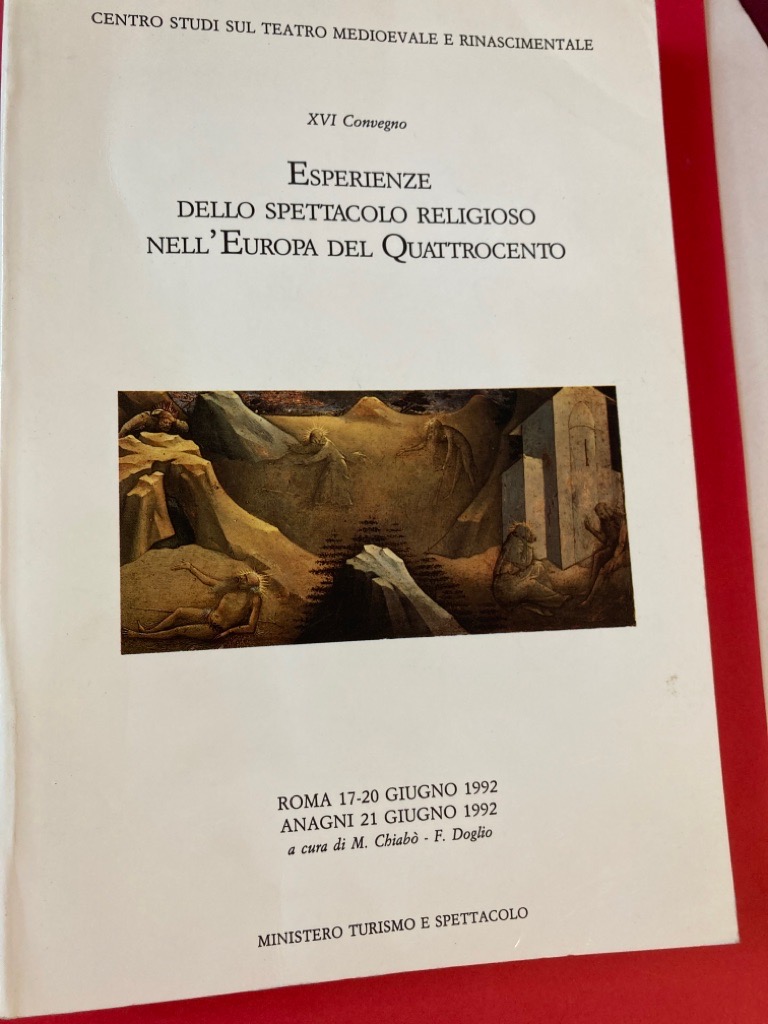 CENTRO STUDI SUL TEATRO MEDIOEVALE E RINASCIMENTALE
XVI Convegno
ESPERIENZE
DELLO SPETTACOLO RELIGIOSO
NELL'EUROPA DEL QUATTROCENTO
ROMA 17-20 GIUGNO 1992
ANAGNI 21 GIUGNO 1992
a cura di M. Chiabò - F. Doglio
MINISTERO TURISMO E SPETTACOLO